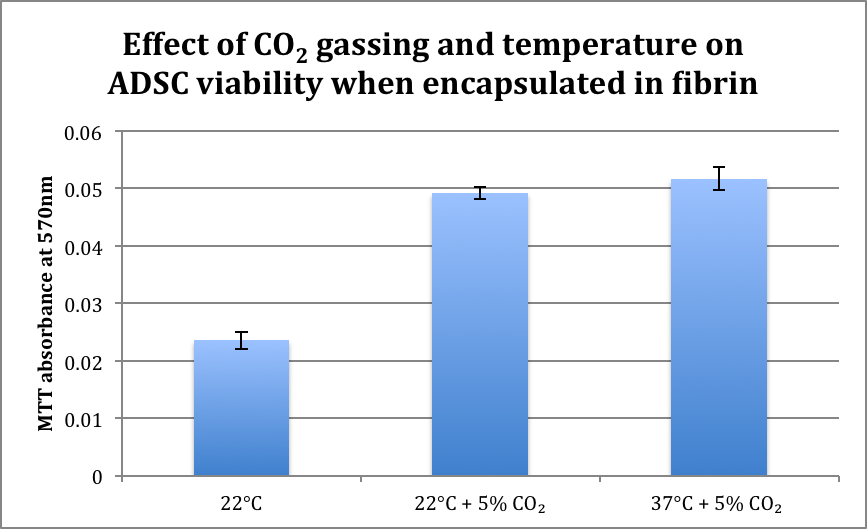 Effect of CO₂ gassing and temperature on
ADSC viability when encapsulated in fibrin
MTT absorbance at 570nm
0.06
0.05
0.04
0.03
0.02
0.01
0
22°C
22°C + 5% CO₂
37°C + 5% CO₂